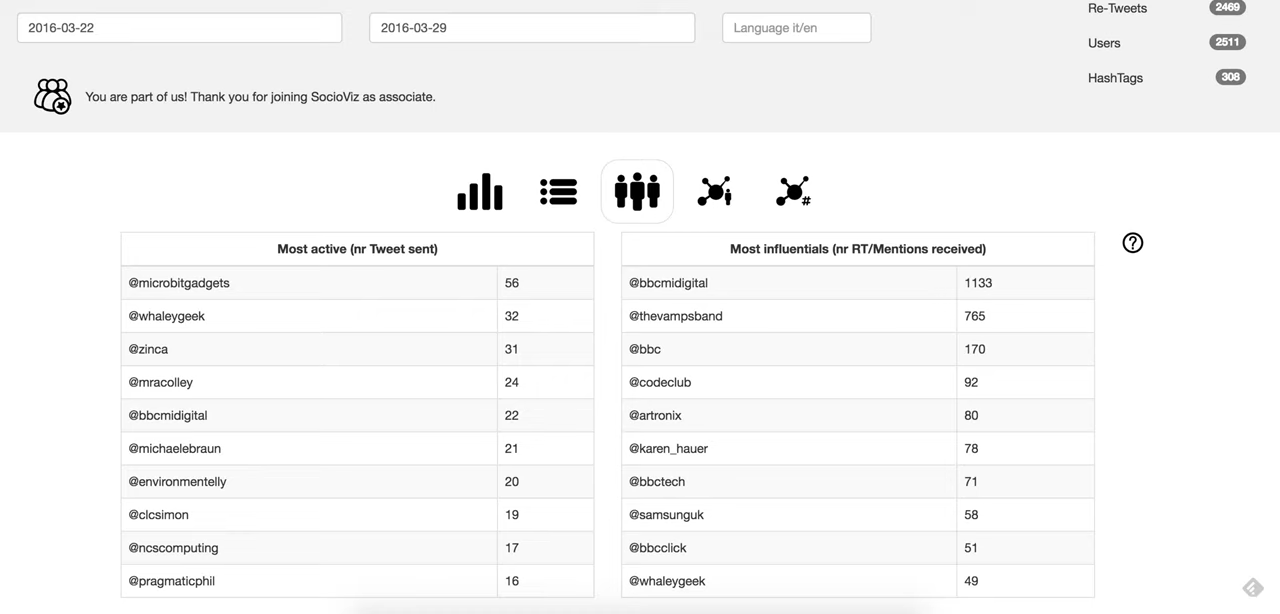 Re-Tweets 2469
2016-03-22 2016-03-29 Language it/en
Users 2511
HashTags 308
You are part of us! Thank you for joining SocioViz as associate.
#
Most active (nr Tweet sent)
@microbitgadgets 56
@whaleygeek 32
@zinca 31
@mracolley 24
@bbcmidigital 22
@michaelebraun 21
@environmentelly 20
@clcsimon 19
@ncscomputing 17
@pragmaticphil 16
Most influentials (nr RT/Mentions received)
@bbcmidigital 1133
@thevampsband 765
@bbc 170
@codeclub 92
@artronix 80
@karen_hauer 78
@bbctech 71
@samsunguk 58
@bbcclick 51
@whaleygeek 49
?